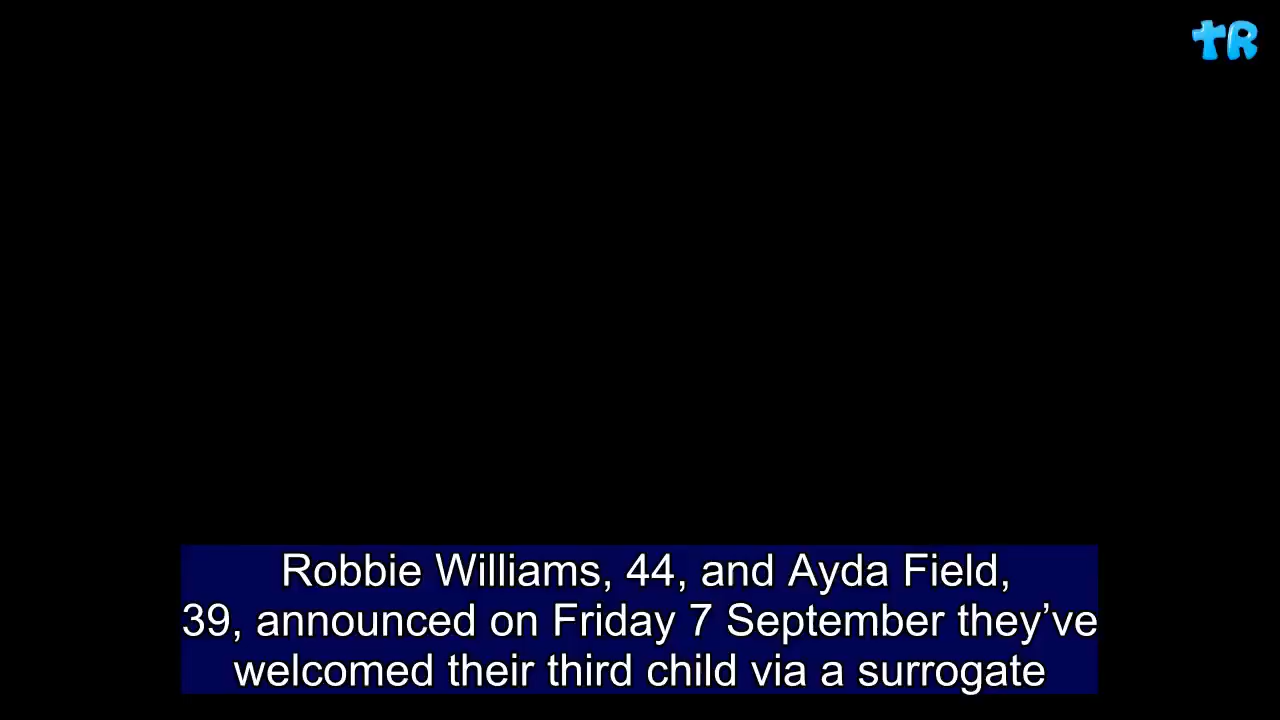 TR
Robbie Williams, 44, and Ayda Field,
39, announced on Friday 7 September they’ve
welcomed their third child via a surrogate